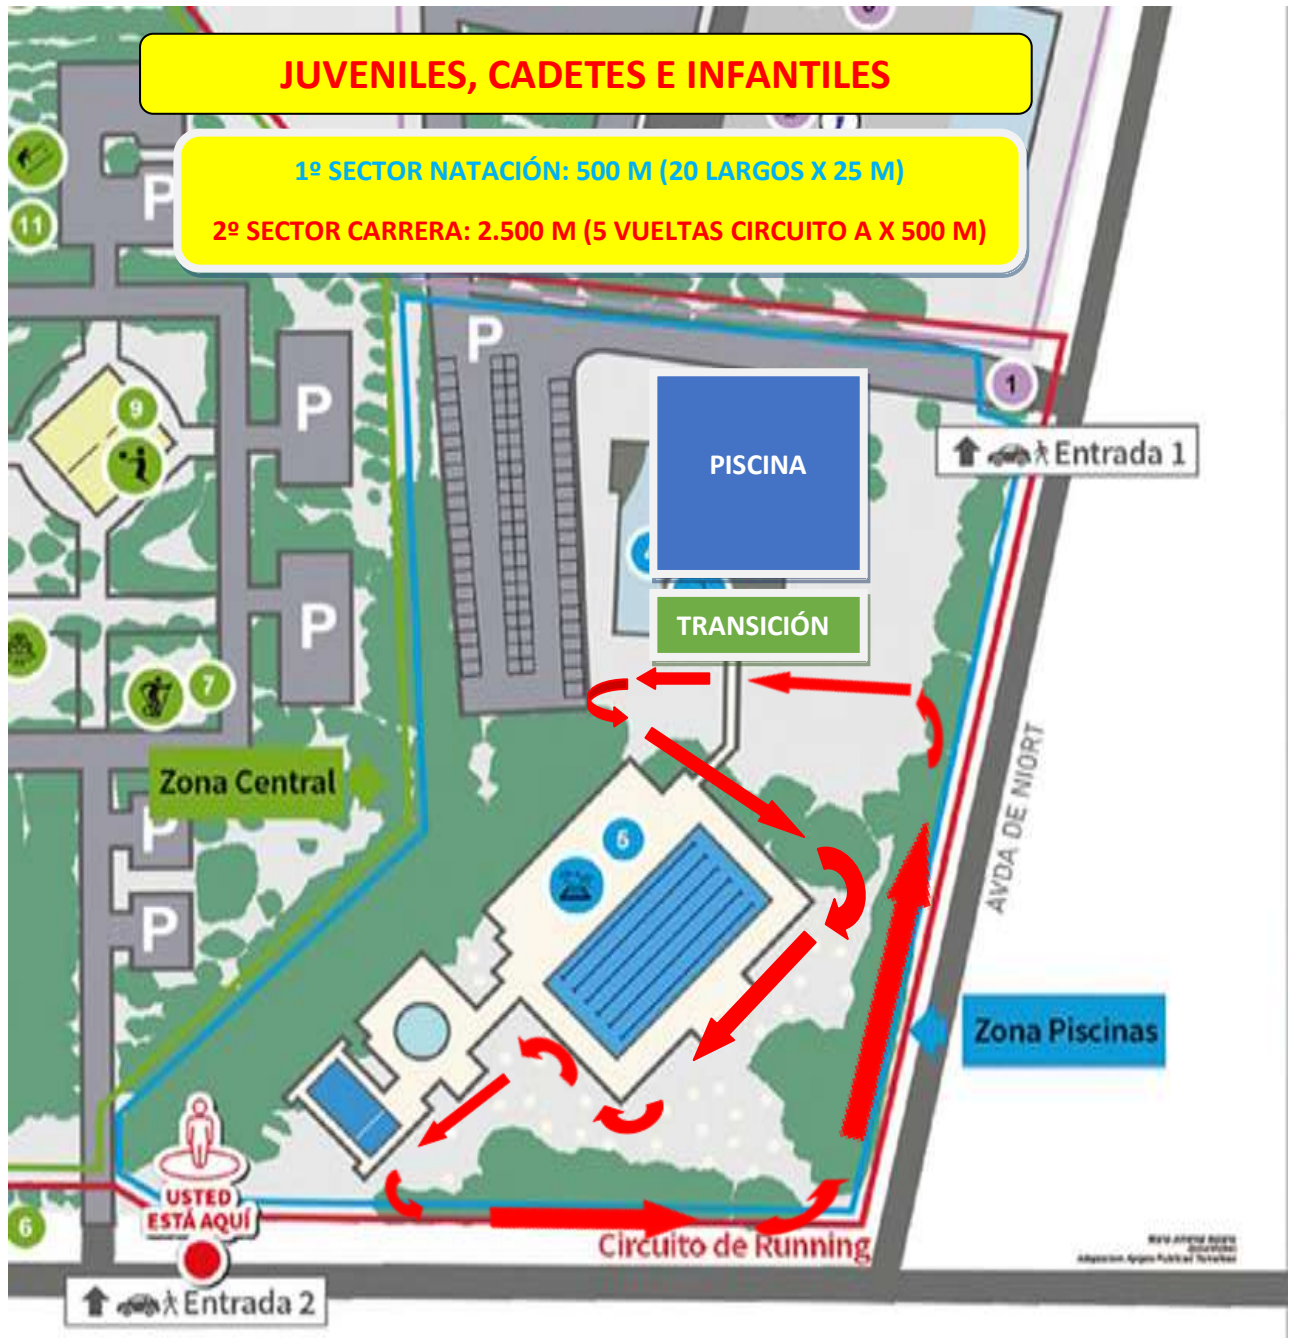 JUVENILES, CADETES E INFANTILES
1º SECTOR NATACIÓN: 500 M (20 LARGOS X 25 M)
2º SECTOR CARRERA: 2.500 M (5 VUELTAS CIRCUITO A X 500 M)
11
P
P
9
P
1
Entrada 1
PISCINA
TRANSICIÓN
P
7
Zona Central
P
5
AVDA DE NIORT
P
Zona Piscinas
USTED
ESTÁ AQUÍ
6
Circuito de Running
Entrada 2